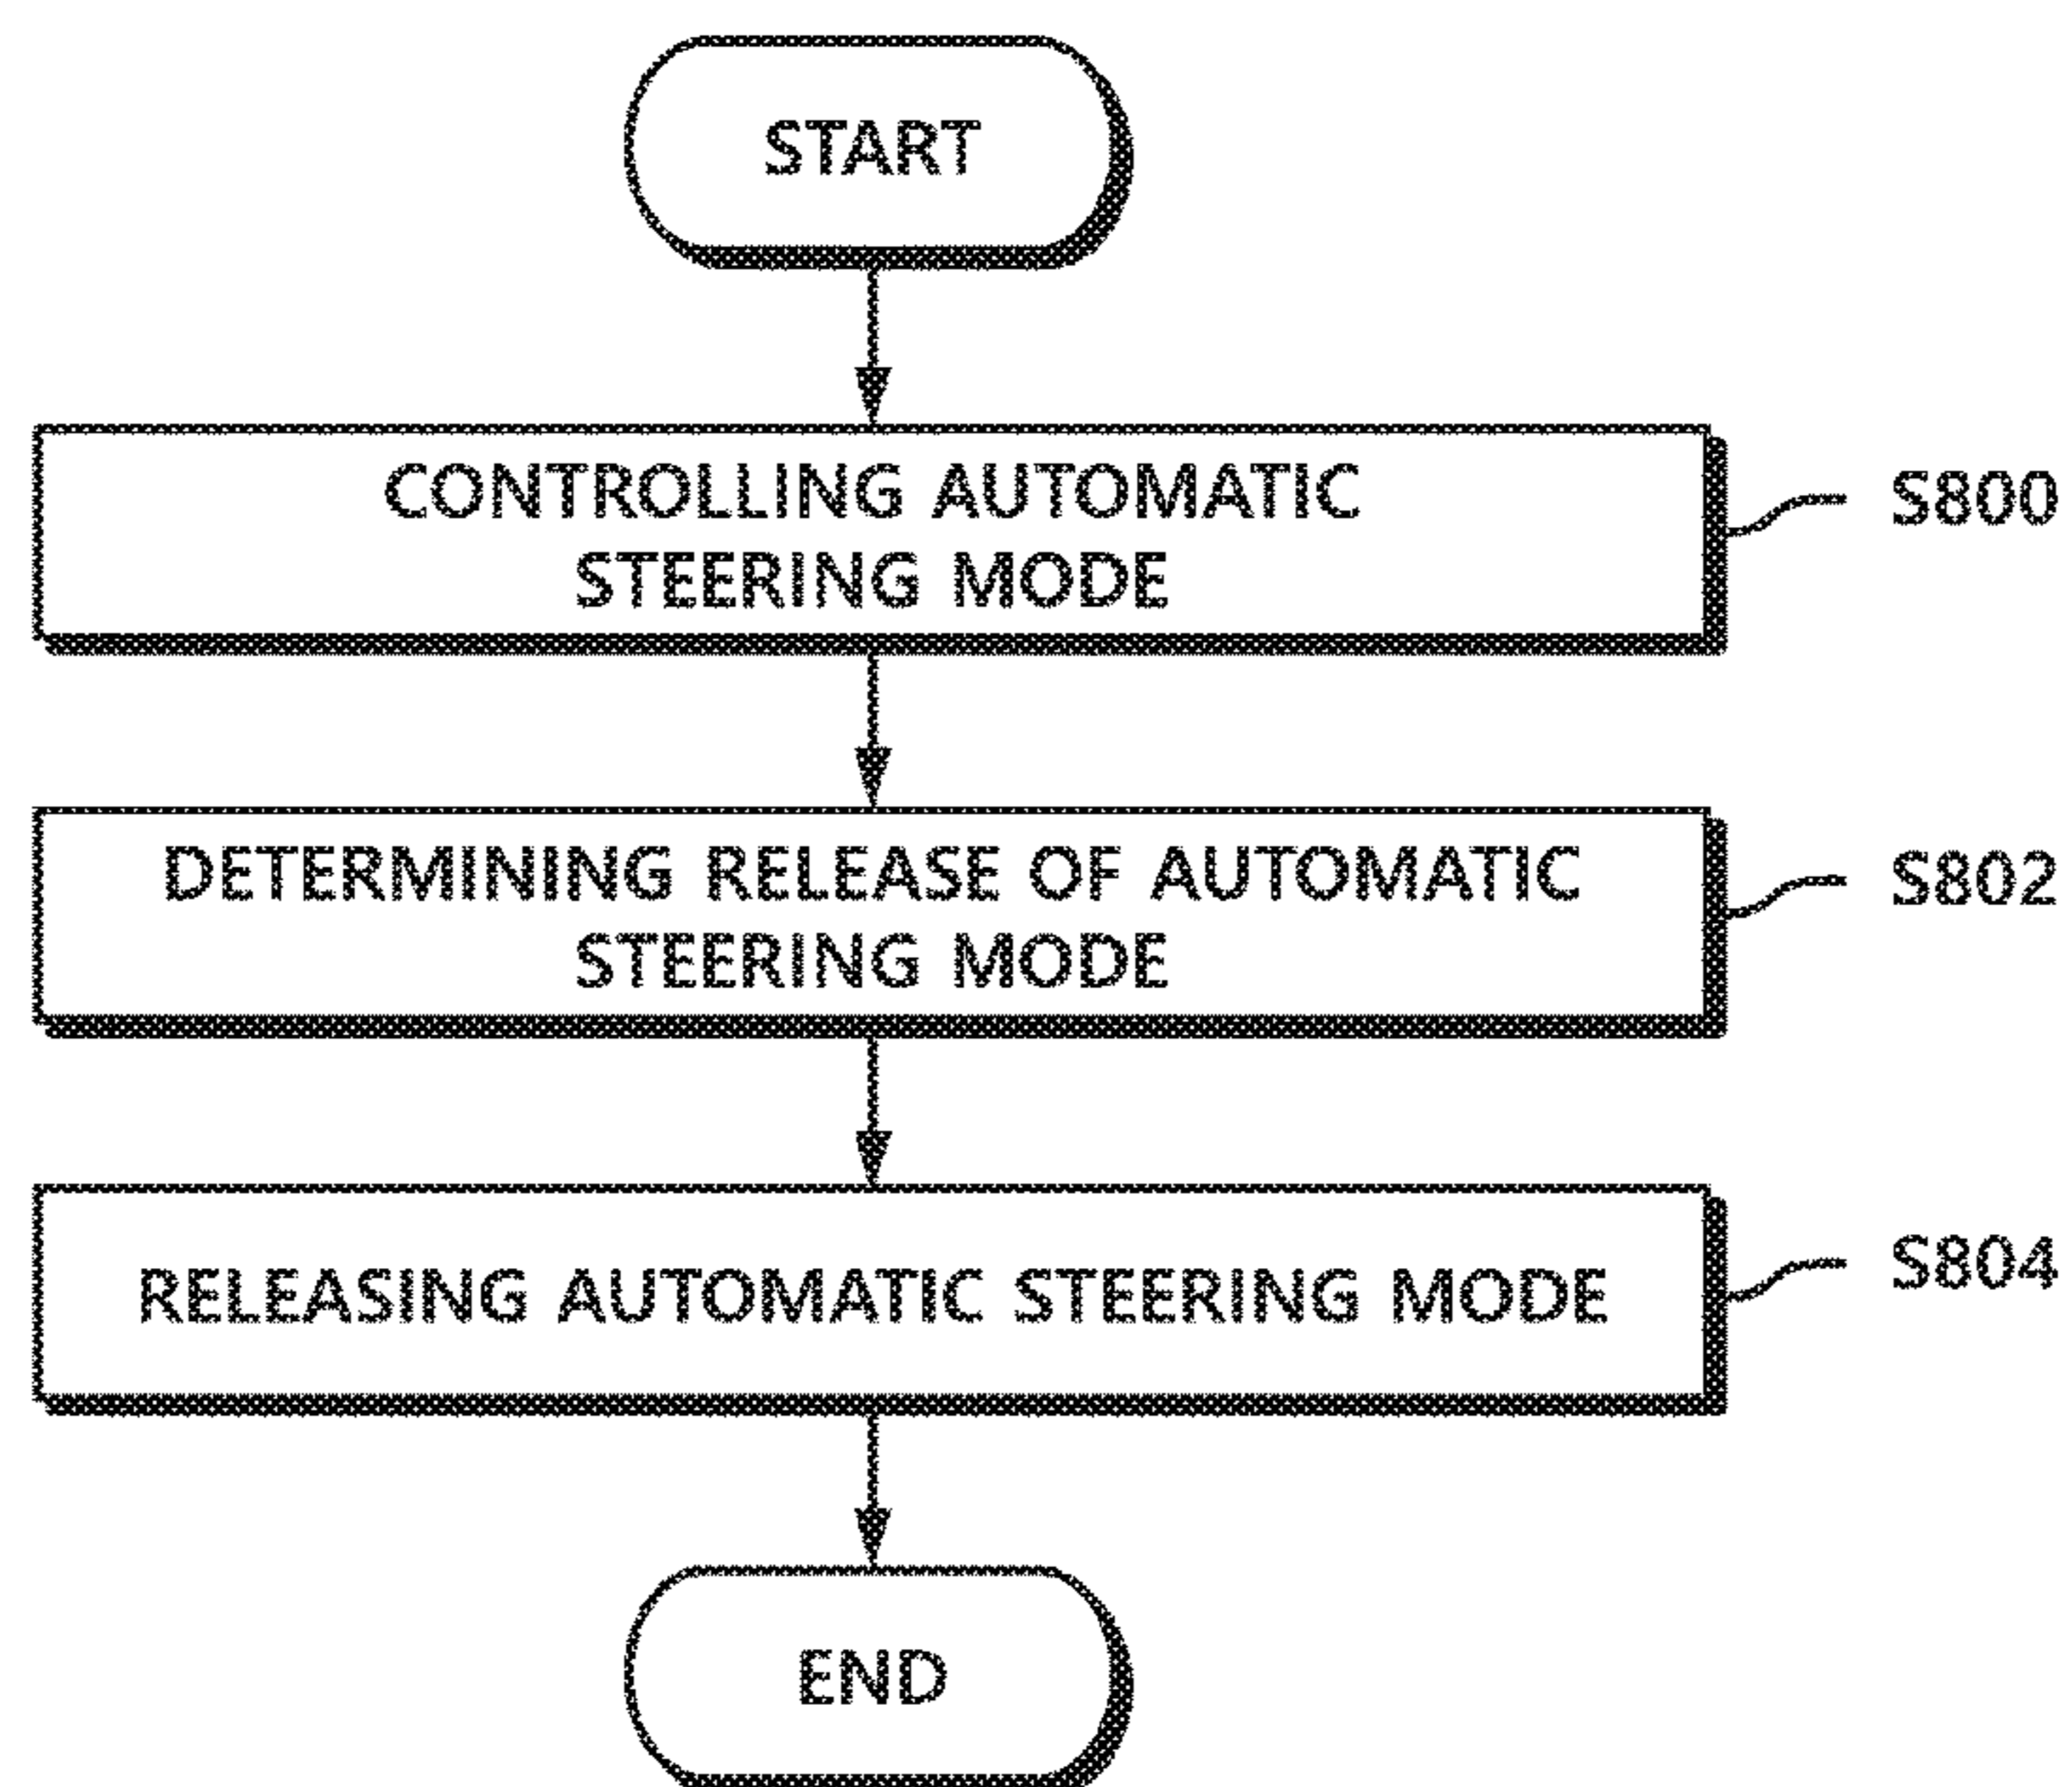 START
CONTROLLING AUTOMATIC
STEERING MODE
S800
DETERMINING RELEASE OF AUTOMATIC
STEERING MODE
S802
RELEASING AUTOMATIC STEERING MODE
S804
END